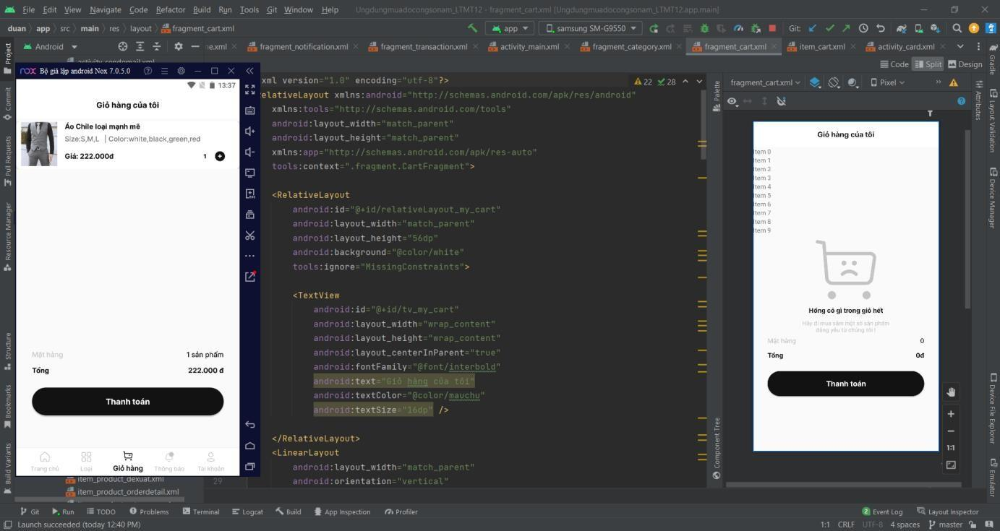 File Edit View Navigate Code Refactor Build Run Tools Git Window Help Ungdungmuadocongsonam_LTMT12 - fragment_cart.xml [Ungdungmuadocongsonam_LTMT12.app.main]
duan app src main res layout fragment_cart.xml app samsung SM-G9550 Git:
Android ne.xml fragment_notification.xml fragment_transaction.xml activity_main.xml fragment_category.xml fragment_cart.xml item_cart.xml activity_card.xml
Code Split Design
Project
Commit
Pull Requests
Resource Manager
Structure
Bookmarks
Build Variants
nox Bộ giả lập android Nox 7.0.5.0
13:37
Giỏ hàng của tôi
Áo Chile loại mạnh mẽ
Size:S,M,L | Color:white,black,green,red
Giá: 222.000đ 1
Mặt hàng 1 sản phẩm
Tổng 222.000 đ
Thanh toán
Trang chủ Loại Giỏ hàng Thông báo Tài khoản
item_product_dexuat.xml
item_product_orderdetail.xml
22 28
xml version="1.0" encoding="utf-8"?>
elativeLayout xmlns:android="http://schemas.android.com/apk/res/android"
xmlns:tools="http://schemas.android.com/tools"
android:layout_width="match_parent"
android:layout_height="match_parent"
xmlns:app="http://schemas.android.com/apk/res-auto"
tools:context=".fragment.CartFragment">
<RelativeLayout
android:id="@+id/relativeLayout_my_cart"
android:layout_width="match_parent"
android:layout_height="56dp"
android:background="@color/white"
tools:ignore="MissingConstraints">
<TextView
android:id="@+id/tv_my_cart"
android:layout_width="wrap_content"
android:layout_height="wrap_content"
android:layout_centerInParent="true"
android:fontFamily="@font/interbold"
android:text="Giỏ hàng của tôi"
android:textColor="@color/mauchu"
android:textSize="16dp" />
</RelativeLayout>
<LinearLayout
android:layout_width="match_parent"
29 android:orientation="vertical"
Palette
Component Tree
fragment_cart.xml Pixel
Giỏ hàng của tôi
Item 0
Item 1
Item 2
Item 3
Item 4
Item 5
Item 6
Item 7
Item 8
Item 9
Hổng có gì trong giỏ hết
Hãy đi mua sắm một số sản phẩm
đáng yêu từ chúng tôi !
Mặt hàng 0
Tổng 0đ
Thanh toán
1:1
Attributes
Gradle
Layout Validation
Device Manager
Device File Explorer
Emulator
Git Run TODO Problems Terminal Logcat Build App Inspection Profiler 2 Event Log Layout Inspector
Launch succeeded (today 12:40 PM) 1:1 CRLF UTF-8 4 spaces master